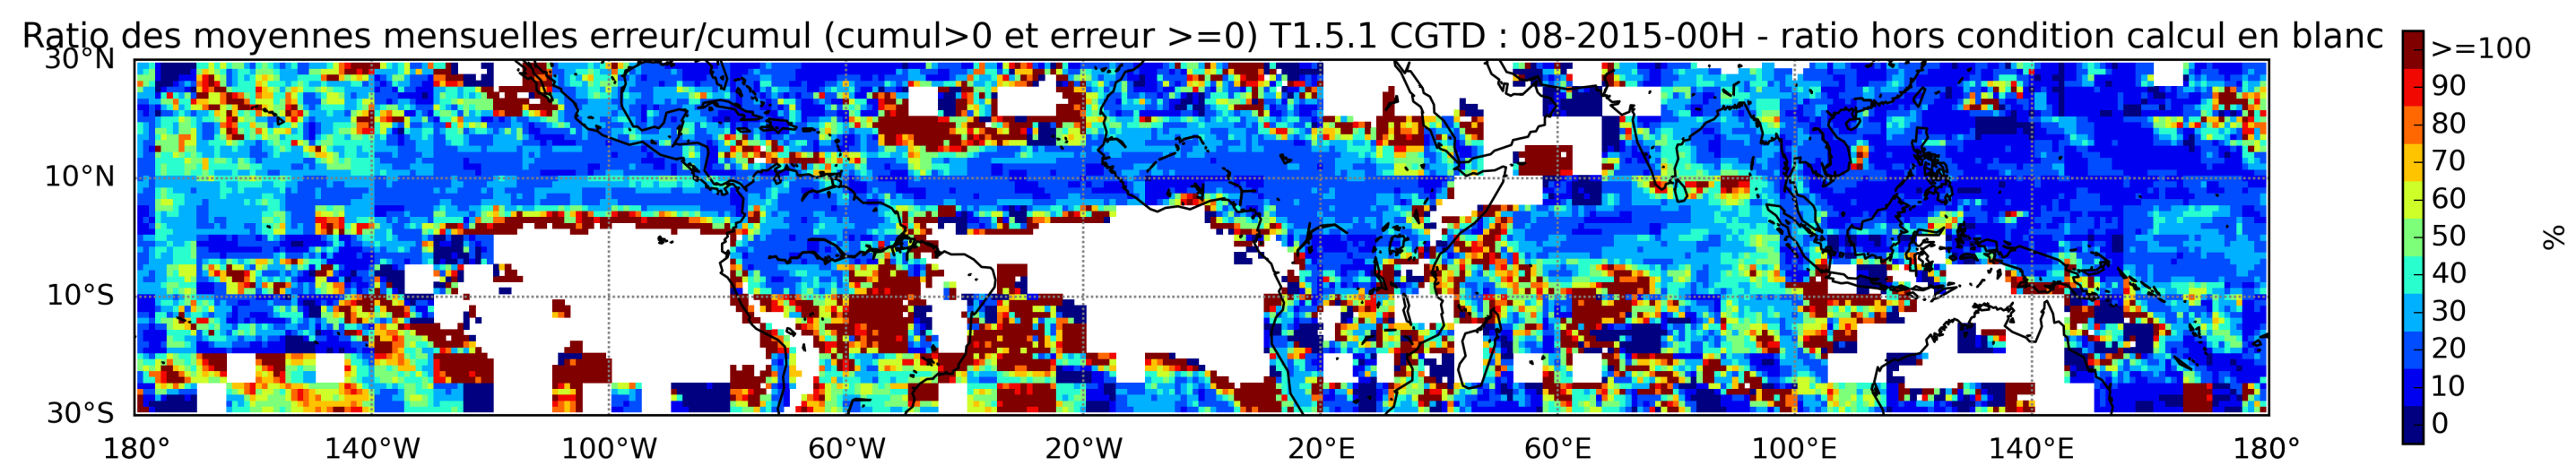 Ratio des moyennes mensuelles erreur/cumul (cumul>0 et erreur >=0) T1.5.1 CGTD : 08-2015-00H - ratio hors condition calcul en blanc
30°N
10°N
10°S
30°S
180°
140°W
100°W
60°W
20°W
20°E
60°E
100°E
140°E
180°
>=100
90
80
70
60
50
40
30
20
10
0
%